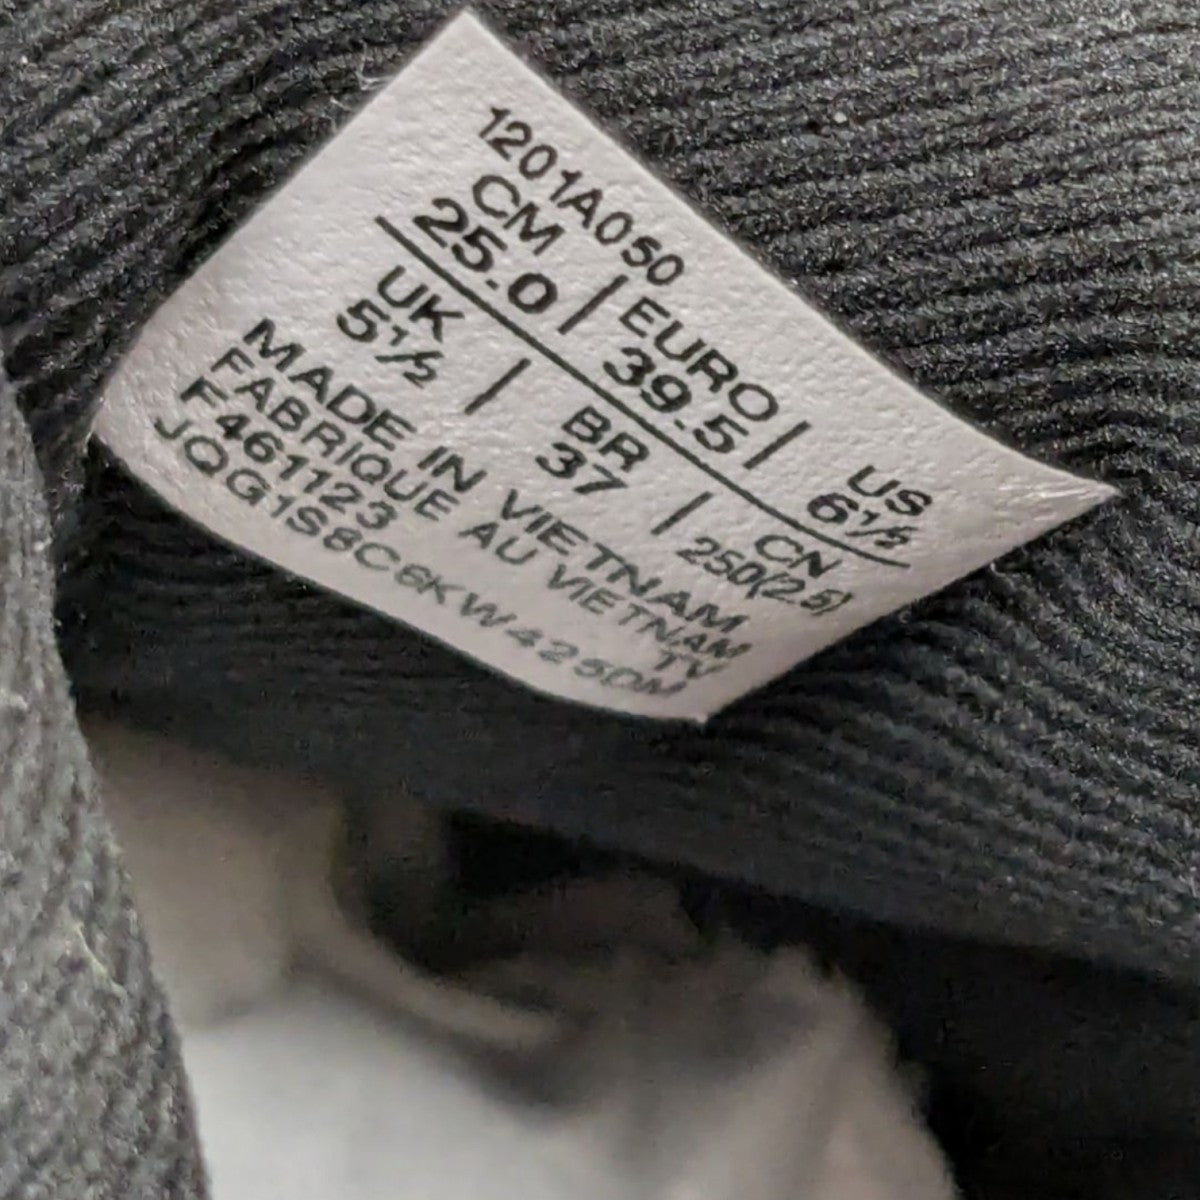 1201A050
CM | EURO | US
25.0 | 39.5 | 6½
UK | BR | CN
5½ | 37 | 250(2.5)
MADE IN VIETNAM
FABRIQUE AU VIETNAM
F461123 TV
JQG1S8C6KW4250M